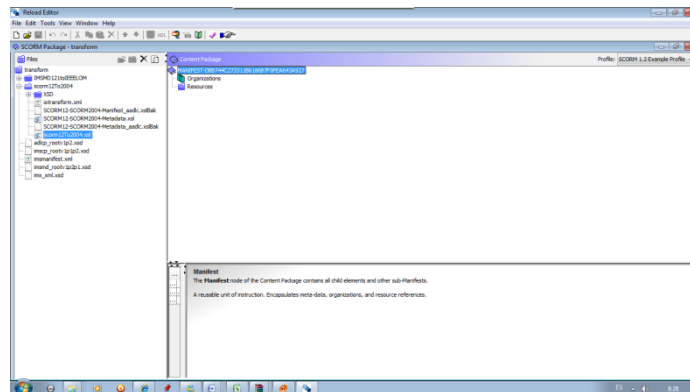 Reload Editor
File Edit Tools View Window Help
SCORM Package - transform
Files
Content Package
Profile: SCORM 1.2 Example Profile
transform
IMSMD121toIEEELOM
scorm12To2004
XSD
istransform.xml
SCORM12-SCORM2004-Manifest_aadlc.xslBak
SCORM12-SCORM2004-Metadata.xsl
SCORM12-SCORM2004-Metadata_aadlc.xslBak
scorm12To2004.xsl
adlcp_rootv1p2.xsd
imscp_rootv1p1p2.xsd
imsmanifest.xml
imsmd_rootv1p2p1.xsd
ims_xml.xsd
Organizations
Resources
Manifest
The Manifest node of the Content Package contains all child elements and other sub-Manifests.
A reusable unit of instruction. Encapsulates meta-data, organizations, and resource references.
ES
8:28